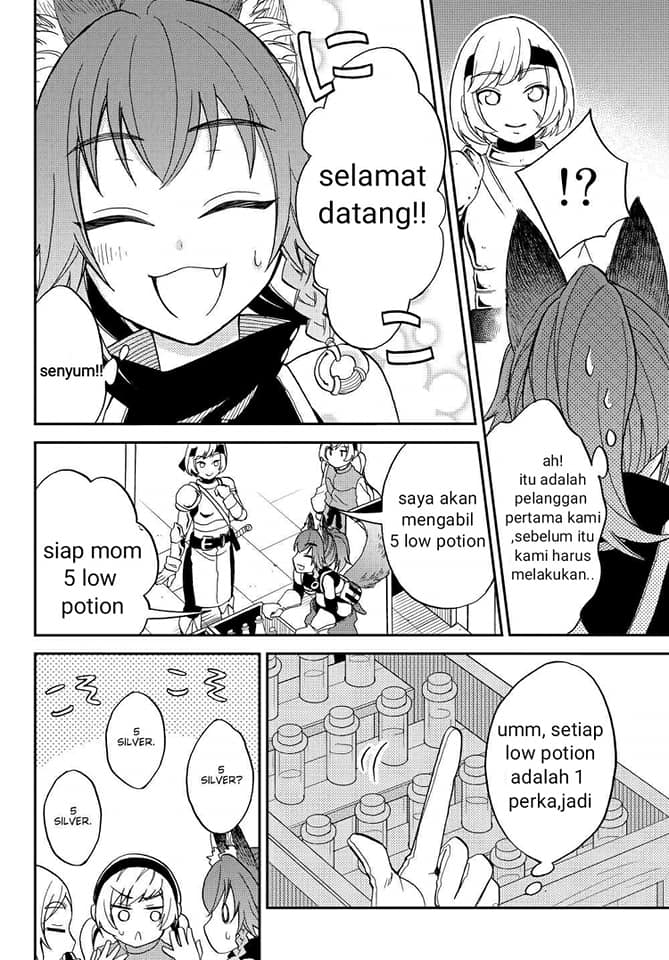 !?
ah!
itu adalah
pelanggan
pertama kami
,sebelum itu
kami harus
melakukan..
に
selamat
datang!!
こ
senyum!!
saya akan
mengabil
5 low potion
siap mom
5 low
potion
umm, setiap
low potion
adalah 1
perka,jadi
5
SILVER.
5
SILVER?
5
SILVER.